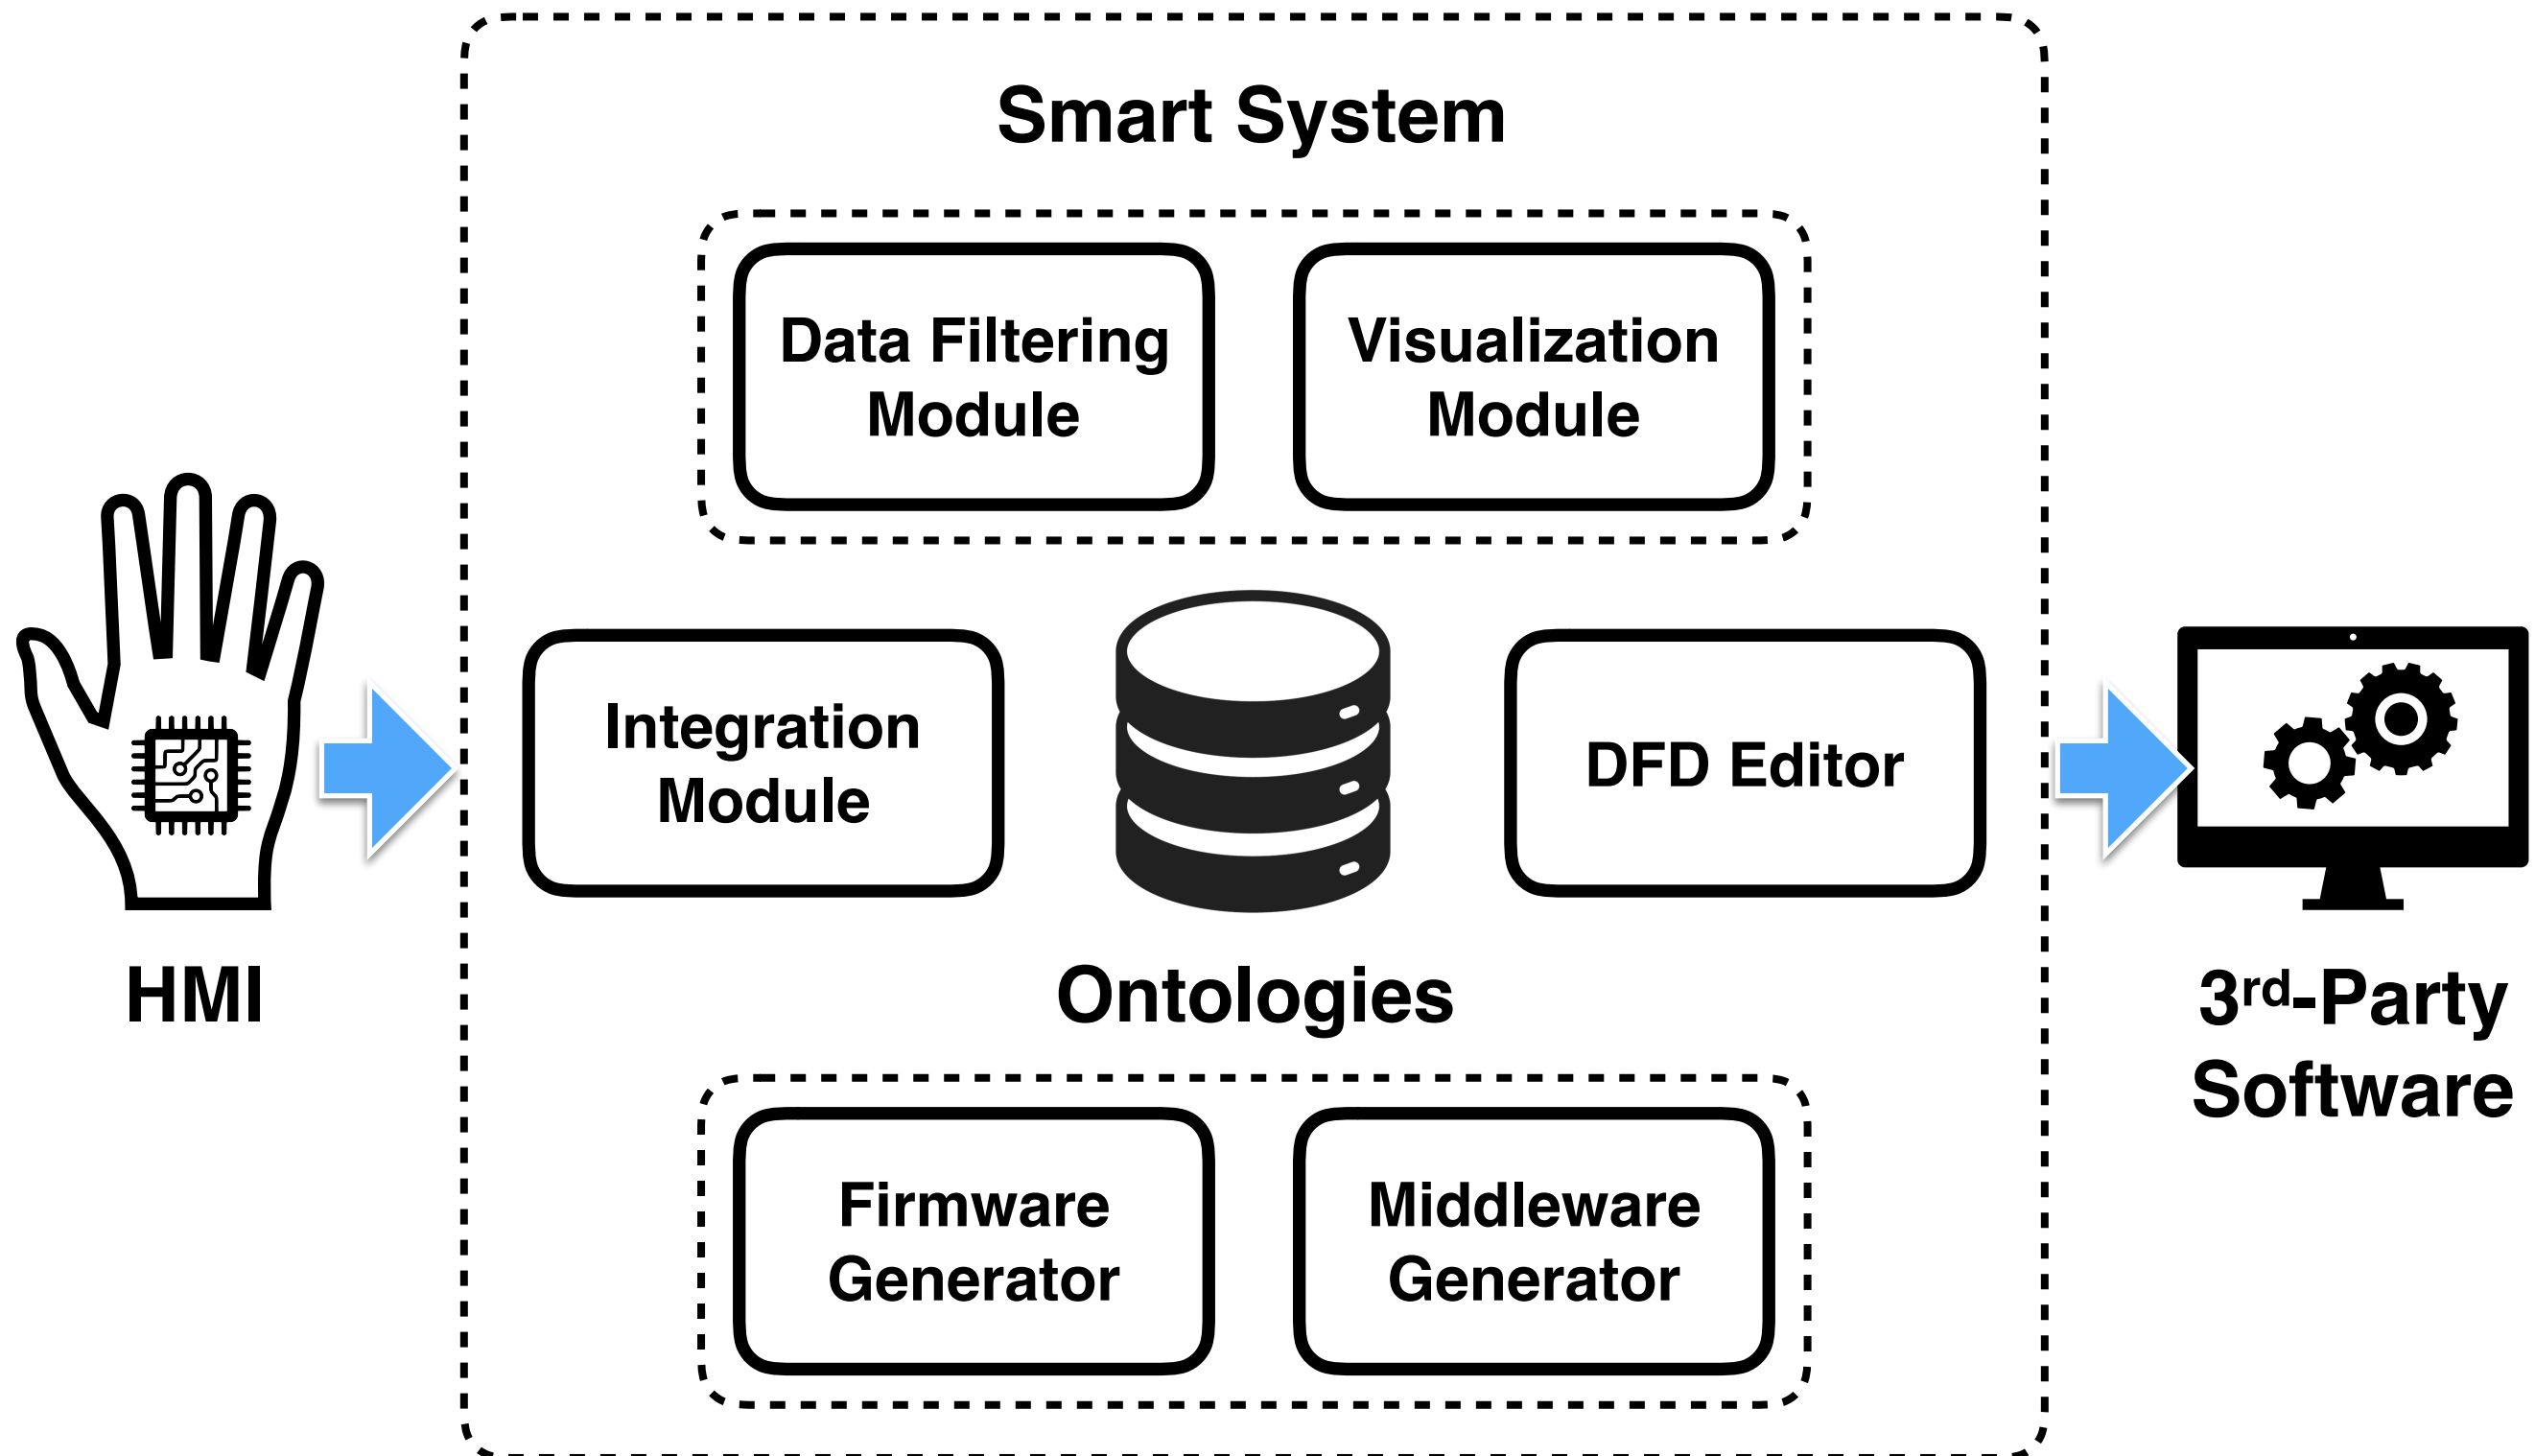 Smart System
Data Filtering
Module
Visualization
Module
Integration
Module
DFD Editor
HMI
Ontologies
3rd-Party
Software
Firmware
Generator
Middleware
Generator